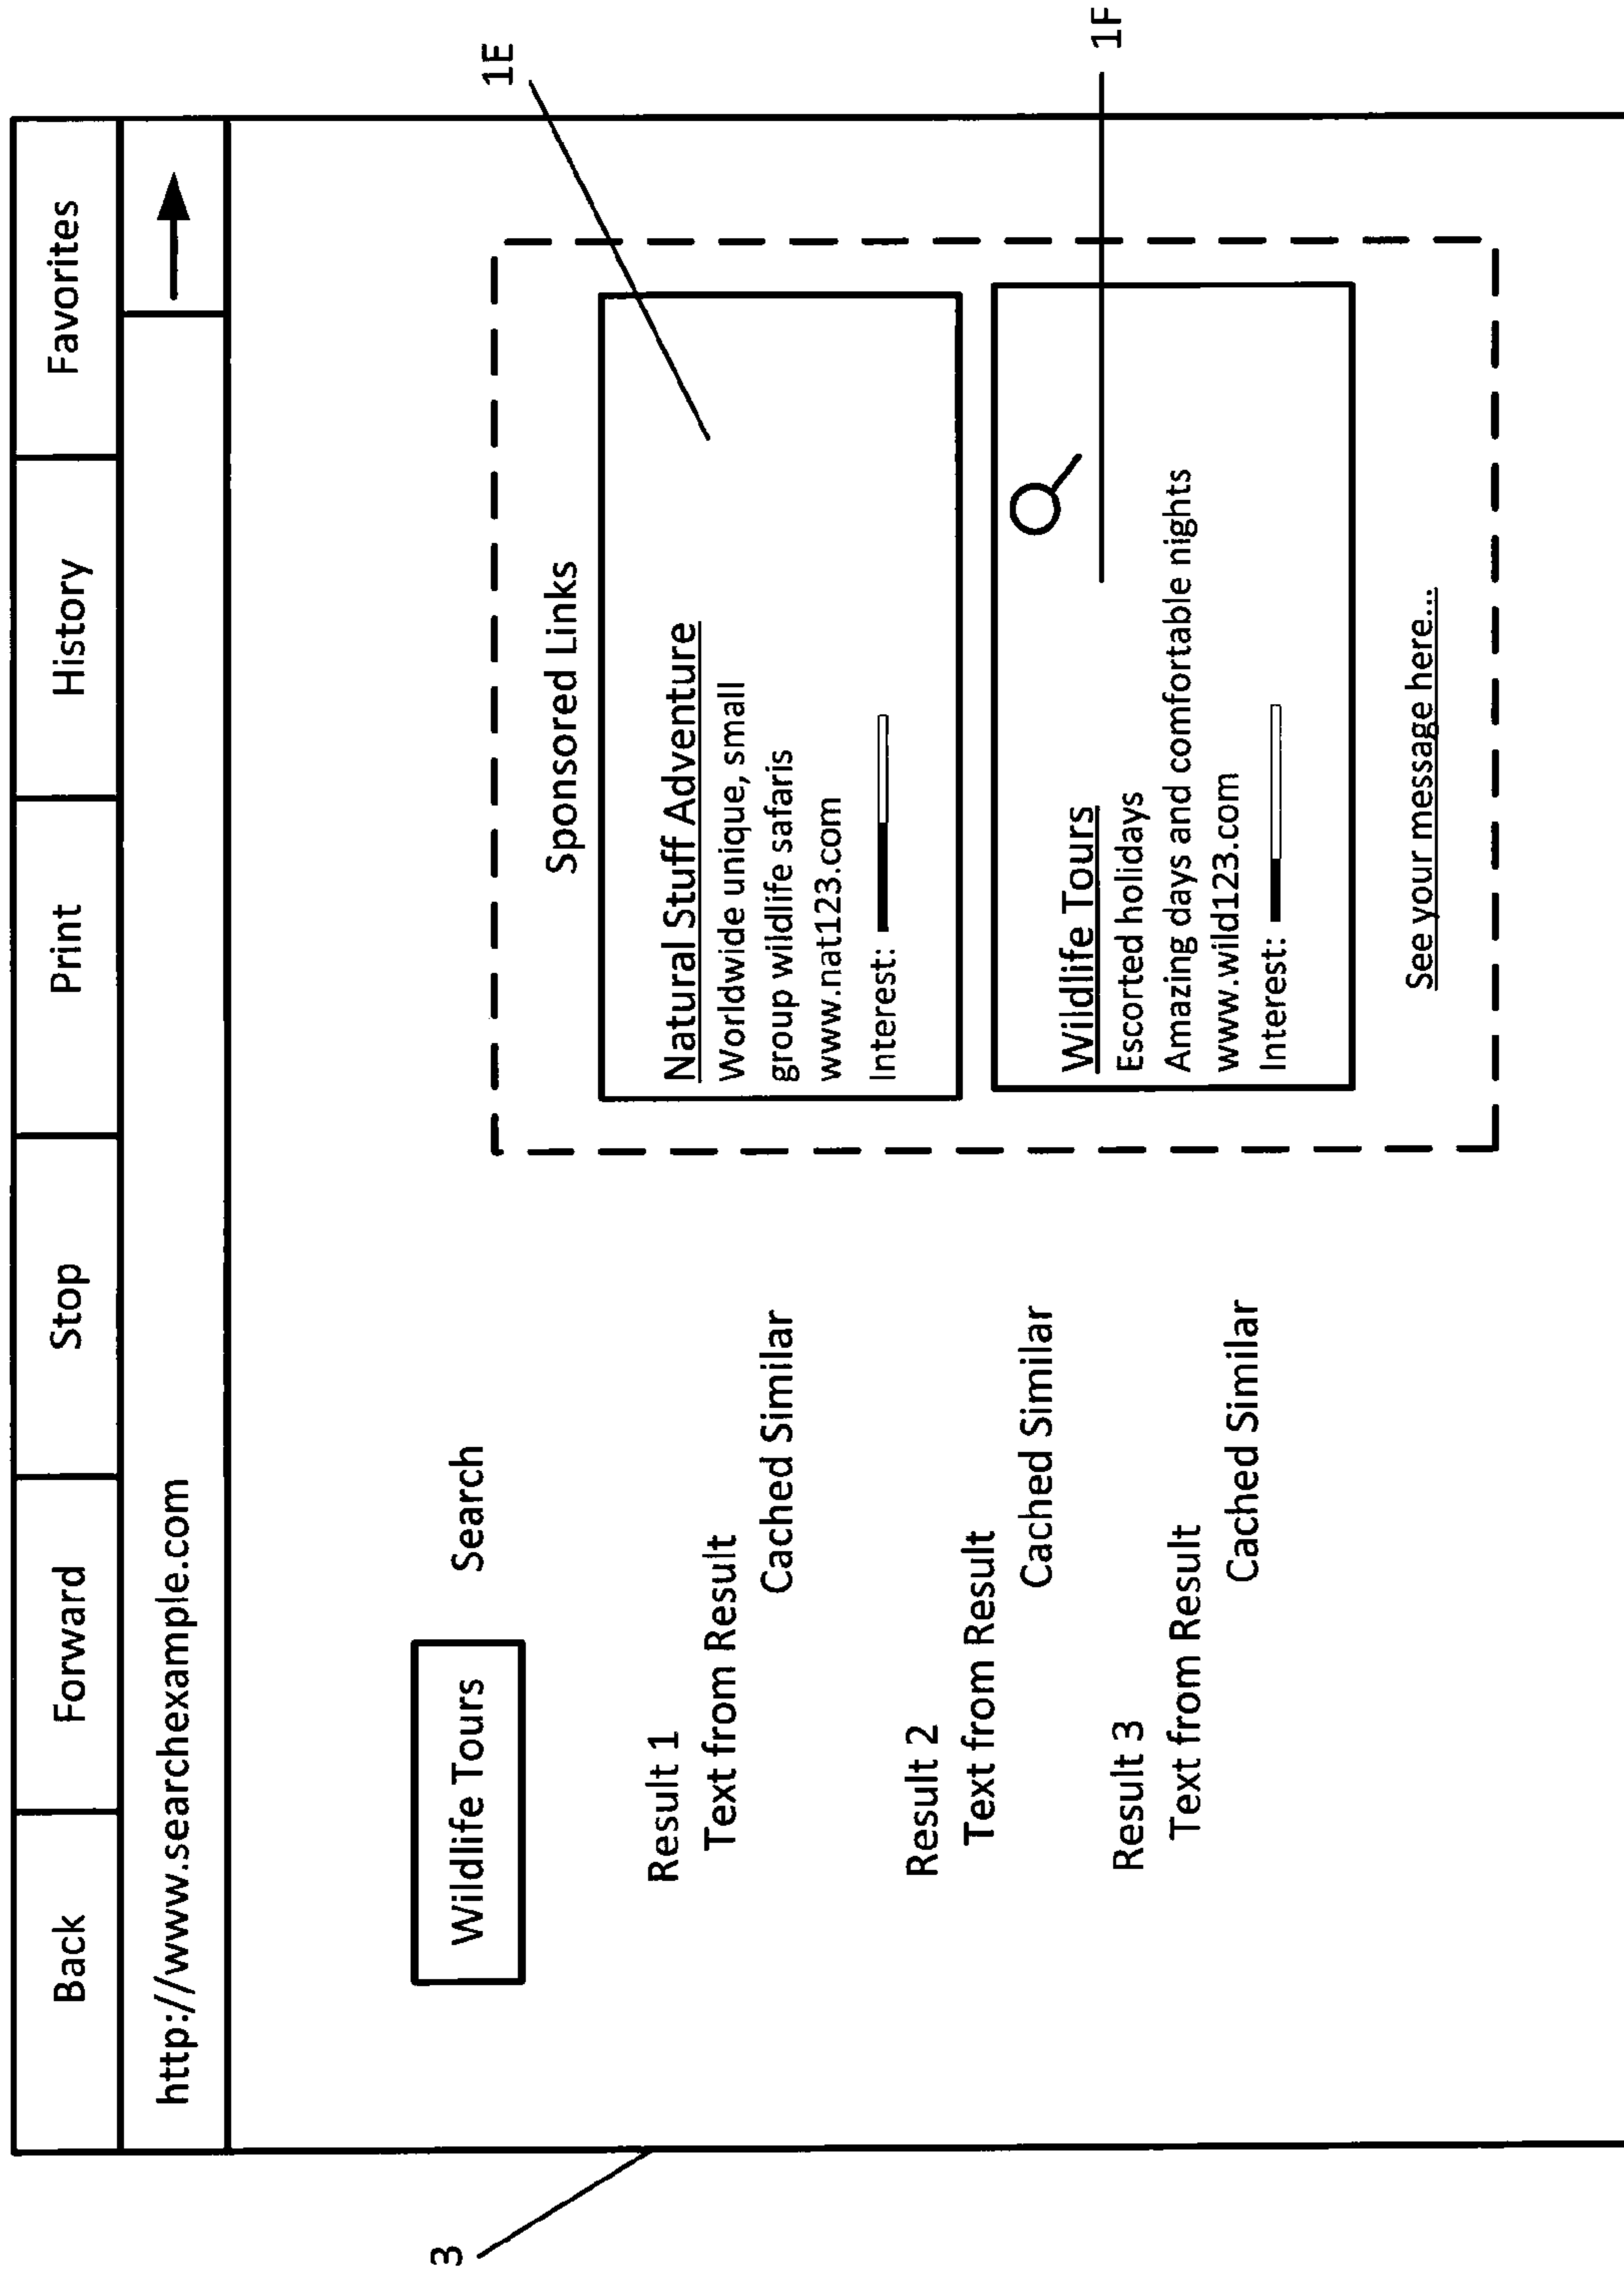 Back Forward Stop Print History Favorites
http://www.searchexample.com
3
Wildlife Tours Search
Result 1
Text from Result
Cached Similar
Result 2
Text from Result
Cached Similar
Result 3
Text from Result
Cached Similar
Sponsored Links
1E
Natural Stuff Adventure
Worldwide unique, small
group wildlife safaris
www.nat123.com
Interest:
1F
Wildlife Tours
Escorted holidays
Amazing days and comfortable nights
www.wild123.com
Interest:
See your message here...